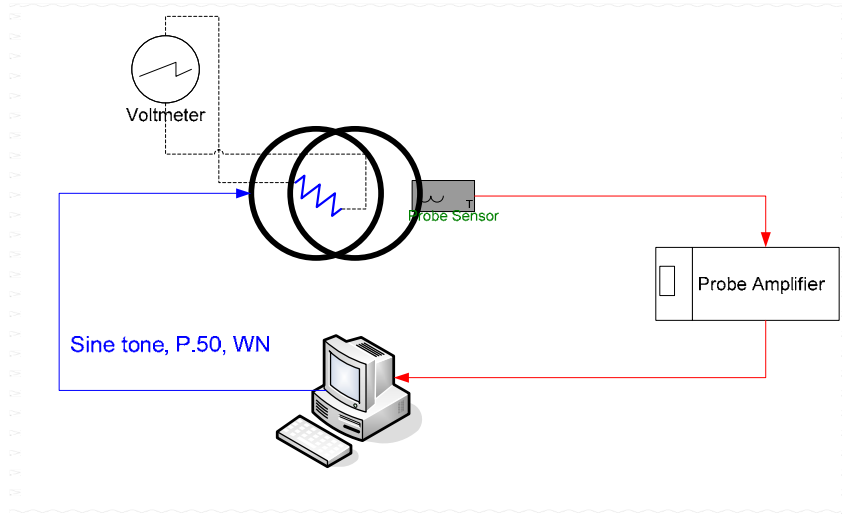 Voltmeter
T
Probe Sensor
Probe Amplifier
Sine tone, P.50, WN